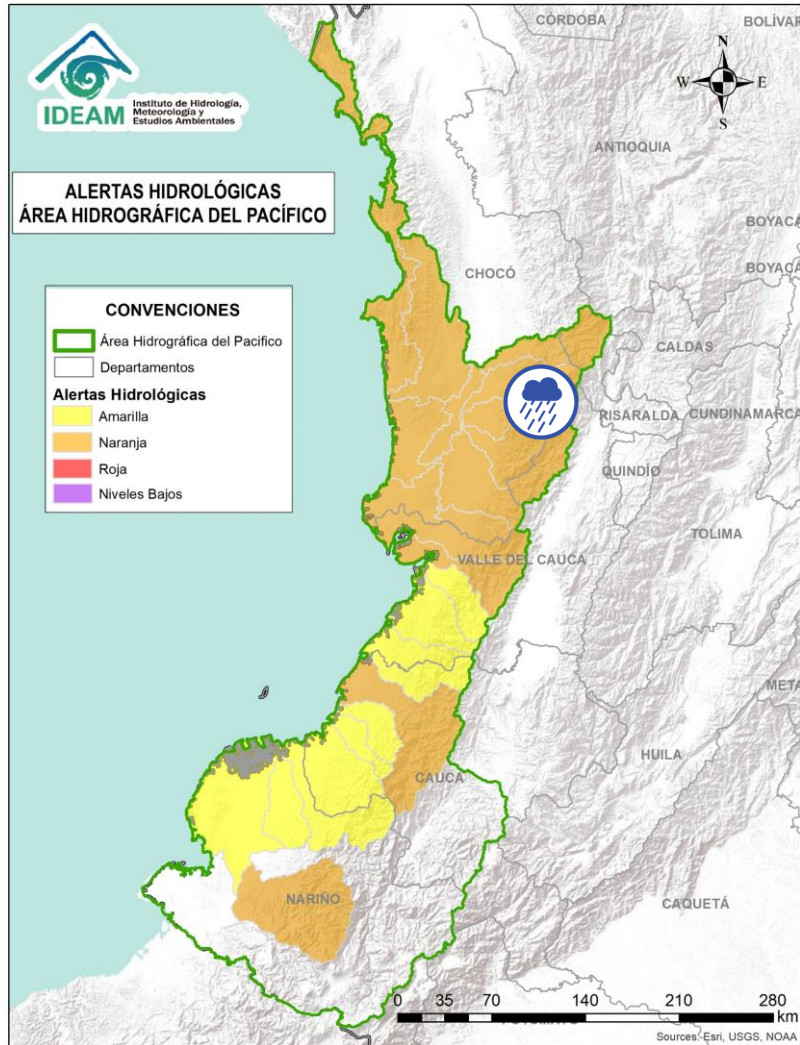 IDEAM
Instituto de Hidrología,
Meteorología y
Estudios Ambientales
ALERTAS HIDROLÓGICAS
ÁREA HIDROGRÁFICA DEL PACÍFICO
CONVENCIONES
Área Hidrográfica del Pacifico
Departamentos
Alertas Hidrológicas
Amarilla
Naranja
Roja
Niveles Bajos
CÓRDOBA
BOLÍVAR
N
W
E
S
ANTIOQUIA
BOYACÁ
CHOCÓ
BOYACÁ
CALDAS
RISARALDA
CUNDINAMARCA
QUINDÍO
TOLIMA
VALLE DEL CAUCA
META
HUILA
CAUCA
NARIÑO
CAQUETÁ
0 35 70 140 210 280
km
Sources: Esri, USGS, NOAA